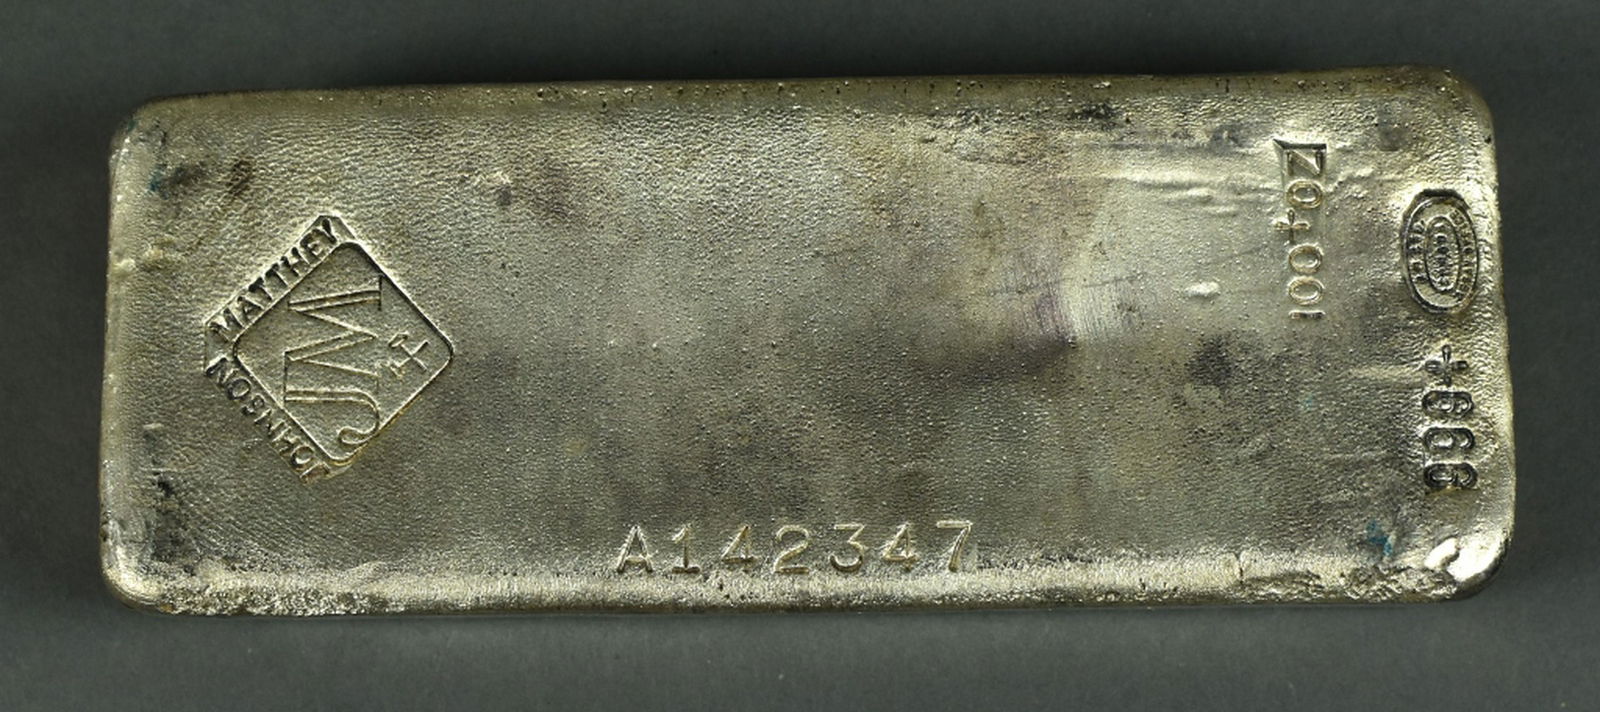 JOHNSON
MATTHEY
JM
A142347
100+OZ
999+